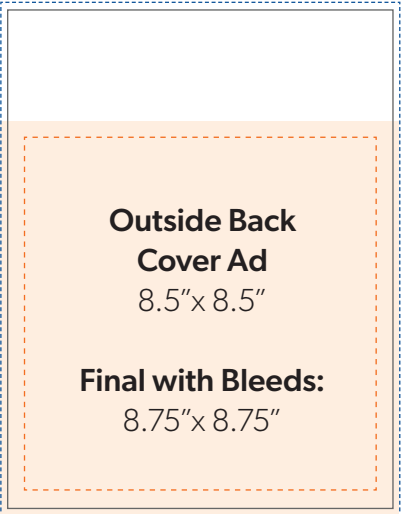 Outside Back
Cover Ad
8.5”x 8.5”
Final with Bleeds:
8.75”x 8.75”